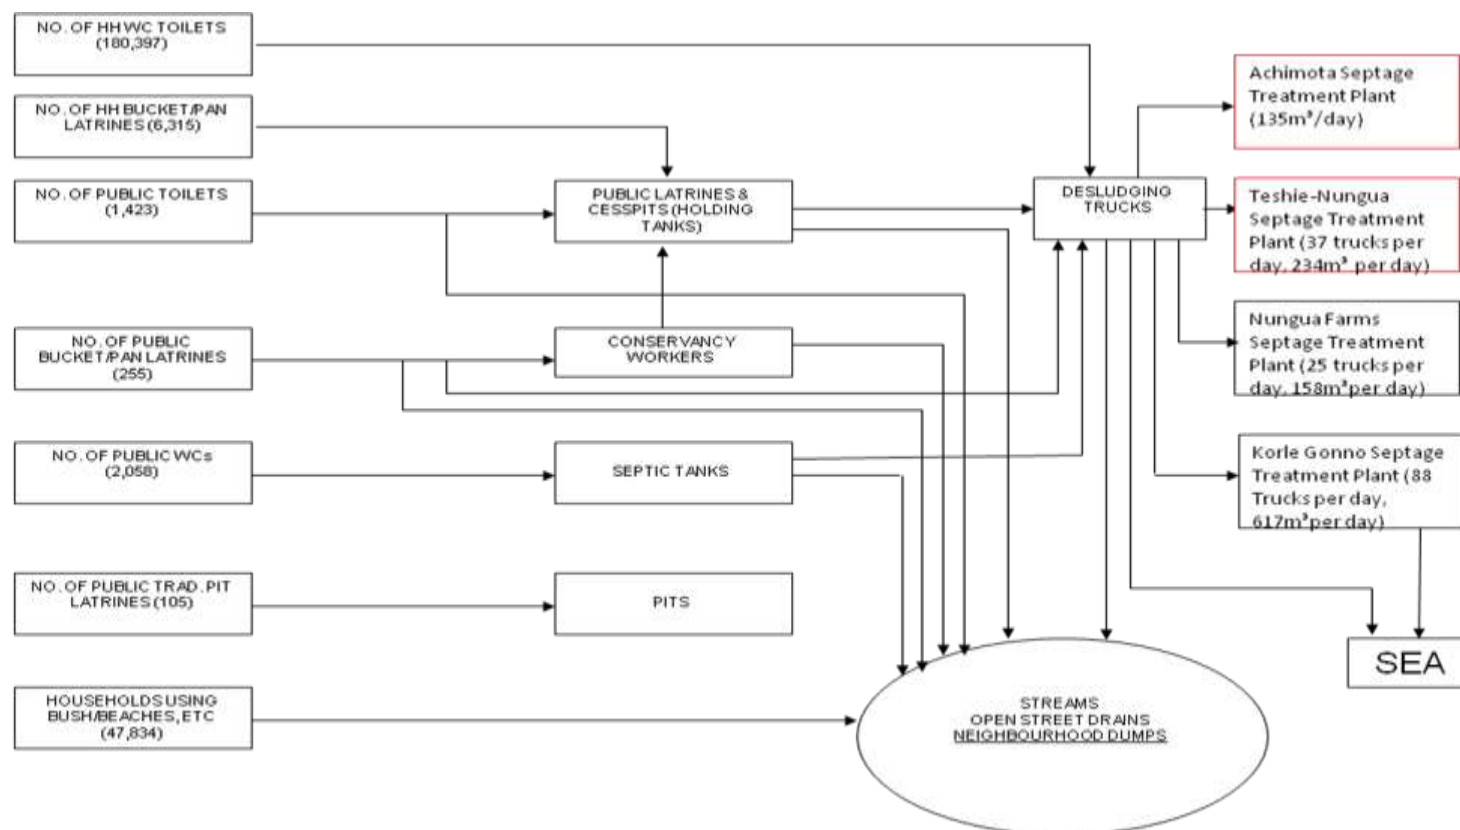 NO. OF HH WC TOILETS
(180,397)
NO. OF HH BUCKET/PAN
LATRINES (6,315)
NO. OF PUBLIC TOILETS
(1,423)
NO. OF PUBLIC
BUCKET/PAN LATRINES
(255)
NO. OF PUBLIC WCs
(2,058)
NO. OF PUBLIC TRAD. PIT
LATRINES (105)
HOUSEHOLDS USING
BUSH/BEACHES, ETC
(47,834)
PUBLIC LATRINES &
CESSPITS (HOLDING
TANKS)
CONSERVANCY
WORKERS
SEPTIC TANKS
PITS
DESLUDGING
TRUCKS
STREAMS
OPEN STREET DRAINS
NEIGHBOURHOOD DUMPS
Achimota Septage
Treatment Plant
(135m³/day)
Teshie-Nungua
Septage Treatment
Plant (37 trucks per
day, 234m³ per day)
Nungua Farms
Septage Treatment
Plant (25 trucks per
day, 158m³per day)
Korle Gonno Septage
Treatment Plant (88
Trucks per day,
617m³per day)
SEA